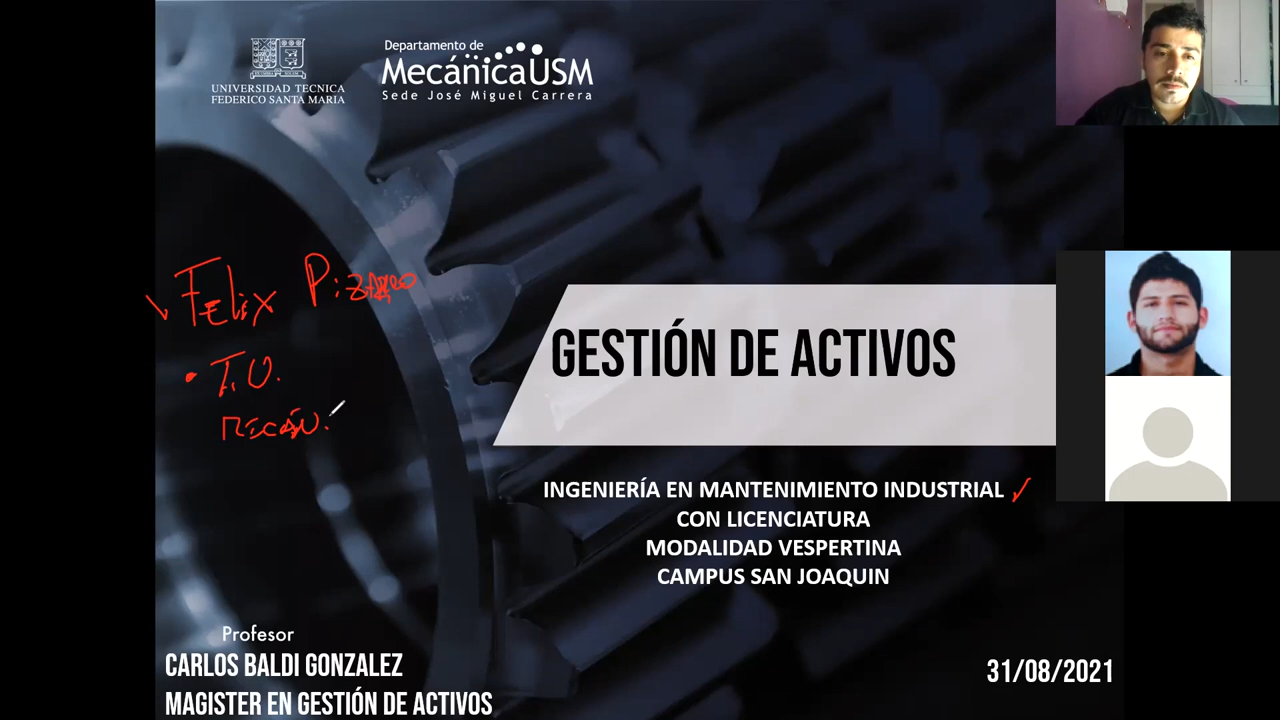 UNIVERSIDAD TECNICA
FEDERICO SANTA MARIA
Departamento de
MecánicaUSM
Sede José Miguel Carrera
FELIX Pizarro
T.U.
MECÁN.
GESTIÓN DE ACTIVOS
INGENIERÍA EN MANTENIMIENTO INDUSTRIAL
CON LICENCIATURA
MODALIDAD VESPERTINA
CAMPUS SAN JOAQUIN
Profesor
CARLOS BALDI GONZALEZ
MAGISTER EN GESTIÓN DE ACTIVOS
31/08/2021